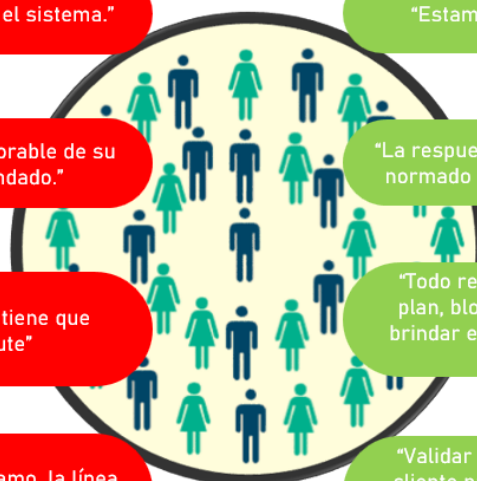 el sistema.”
orable de su
ndado.”
tiene que
ute”
amo, la línea
“Estam
“La respue
normado
“Todo re
plan, blo
brindar e
“Validar
cliente p